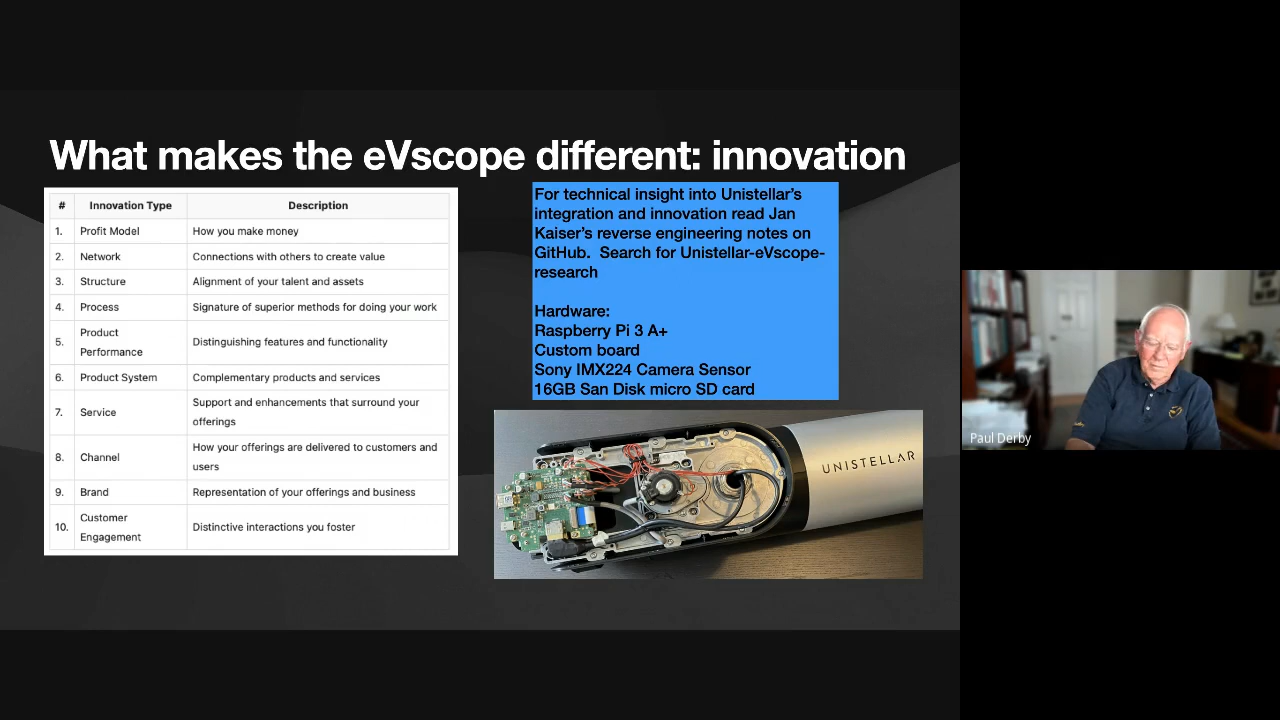 What makes the eVscope different: innovation
# Innovation Type Description
1. Profit Model How you make money
2. Network Connections with others to create value
3. Structure Alignment of your talent and assets
4. Process Signature of superior methods for doing your work
5. Product Performance Distinguishing features and functionality
6. Product System Complementary products and services
7. Service Support and enhancements that surround your offerings
8. Channel How your offerings are delivered to customers and users
9. Brand Representation of your offerings and business
10. Customer Engagement Distinctive interactions you foster
For technical insight into Unistellar’s
integration and innovation read Jan
Kaiser’s reverse engineering notes on
GitHub.  Search for Unistellar-eVscope-
research
Hardware:
Raspberry Pi 3 A+
Custom board
Sony IMX224 Camera Sensor
16GB San Disk micro SD card
UNISTELLAR
Paul Derby